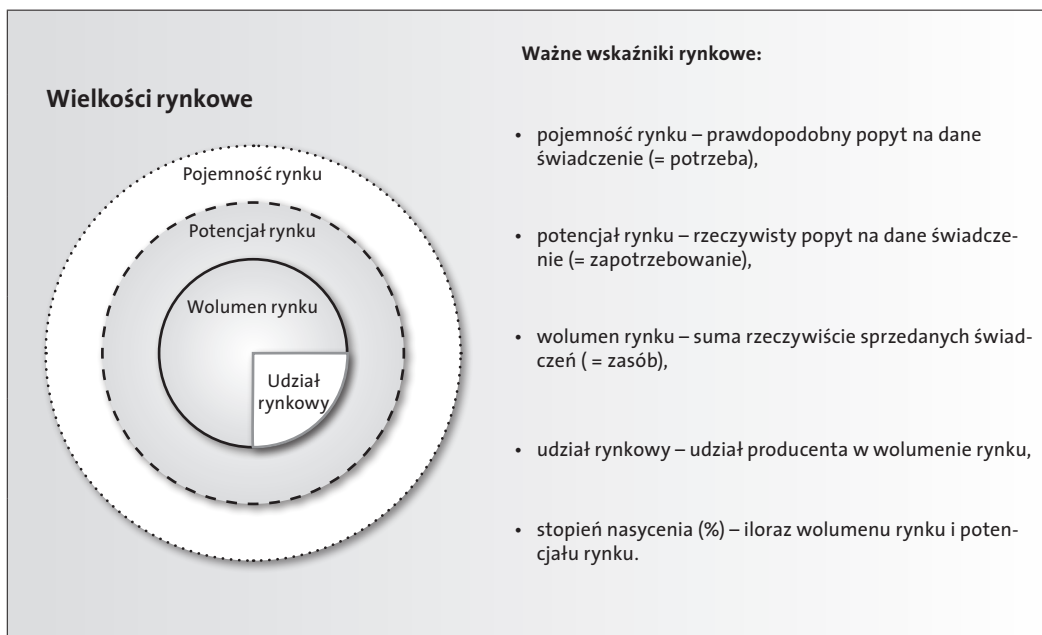 Wielkości rynkowe
Pojemność rynku
Potencjał rynku
Wolumen rynku
Udział
rynkowy
Ważne wskaźniki rynkowe:
• pojemność rynku – prawdopodobny popyt na dane
świadczenie (= potrzeba),
• potencjał rynku – rzeczywisty popyt na dane świadcze-
nie (= zapotrzebowanie),
• wolumen rynku – suma rzeczywiście sprzedanych świad-
czeń ( = zasób),
• udział rynkowy – udział producenta w wolumenie rynku,
• stopień nasycenia (%) – iloraz wolumenu rynku i poten-
cjału rynku.